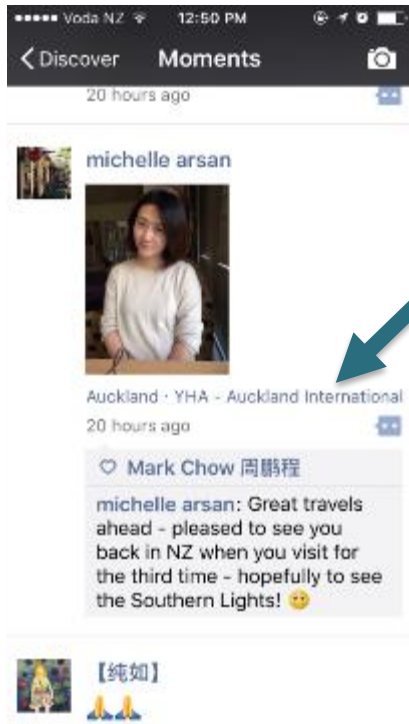 Voda NZ 12:50 PM
Discover Moments
20 hours ago
michelle arsan
Auckland · YHA - Auckland International
20 hours ago
Mark Chow 周鹏程
michelle arsan: Great travels
ahead - pleased to see you
back in NZ when you visit for
the third time - hopefully to see
the Southern Lights! 😊
【纯如】
🙏🙏